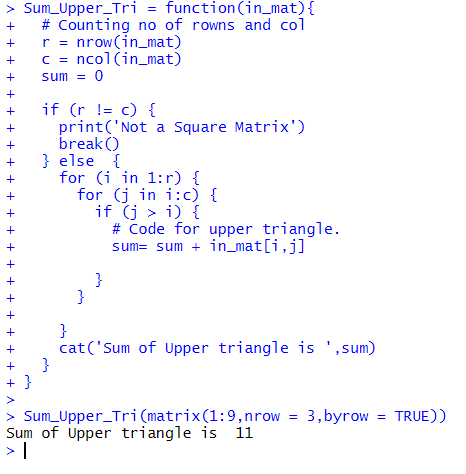 > Sum_Upper_Tri = function(in_mat){
+   # Counting no of rowns and col
+   r = nrow(in_mat)
+   c = ncol(in_mat)
+   sum = 0
+
+   if (r != c) {
+     print('Not a Square Matrix')
+     break()
+   } else  {
+     for (i in 1:r) {
+       for (j in i:c) {
+         if (j > i) {
+           # Code for upper triangle.
+           sum= sum + in_mat[i,j]
+
+         }
+       }
+
+     }
+     cat('Sum of Upper triangle is ',sum)
+   }
+ }
>
> Sum_Upper_Tri(matrix(1:9,nrow = 3,byrow = TRUE))
Sum of Upper triangle is  11
>